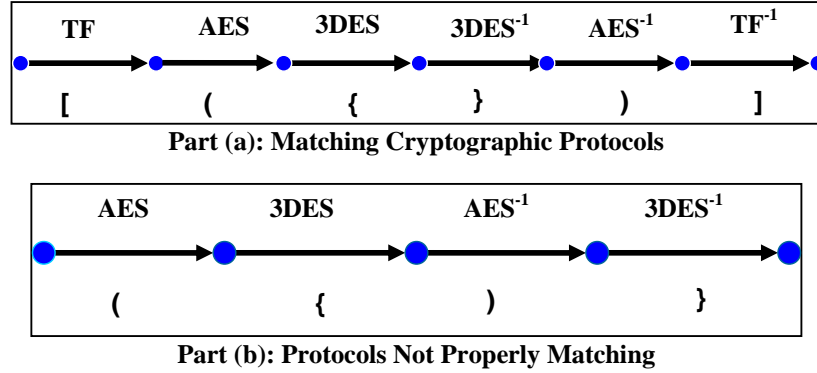 TF AES 3DES 3DES⁻¹ AES⁻¹ TF⁻¹
[ ( { } ) ]
Part (a): Matching Cryptographic Protocols
AES 3DES AES⁻¹ 3DES⁻¹
( { ) }
Part (b): Protocols Not Properly Matching